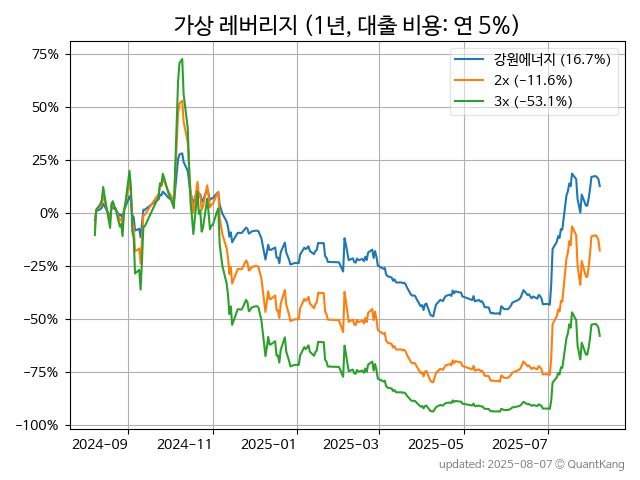 가상 레버리지 (1년, 대출 비용: 연 5%)
75%
50%
25%
0%
−25%
−50%
−75%
−100%
강원에너지 (16.7%)
2x (−11.6%)
3x (−53.1%)
2024-09 2024-11 2025-01 2025-03 2025-05 2025-07
updated: 2025-08-07 © QuantKang